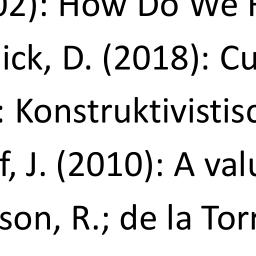 02): How Do We
ick, D. (2018): Cu
: Konstruktivistisc
f, J. (2010): A valu
son, R.; de la Torr